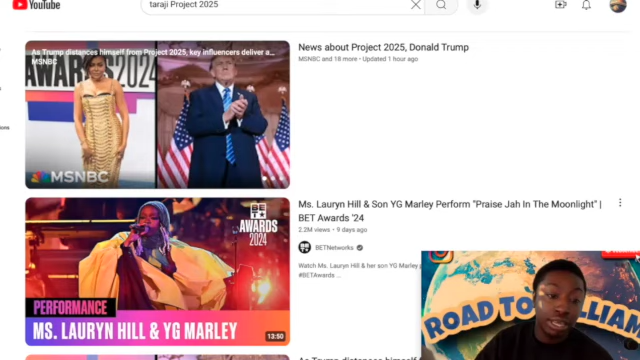 YouTube
taraji Project 2025
As Trump distances himself from Project 2025, key influencers deliver a...
MSNBC
AWARDS 2024
MSNBC
News about Project 2025, Donald Trump
MSNBC and 18 more • Updated 1 hour ago
BET
AWARDS
2024
PERFORMANCE
MS. LAURYN HILL & YG MARLEY
13:50
Ms. Lauryn Hill & Son YG Marley Perform "Praise Jah In The Moonlight" |
BET Awards '24
2.2M views • 9 days ago
BETNetworks
Watch Ms. Lauryn Hill & her son YG Marley
#BETAwards ...
ROAD TO
As Trump distances himself